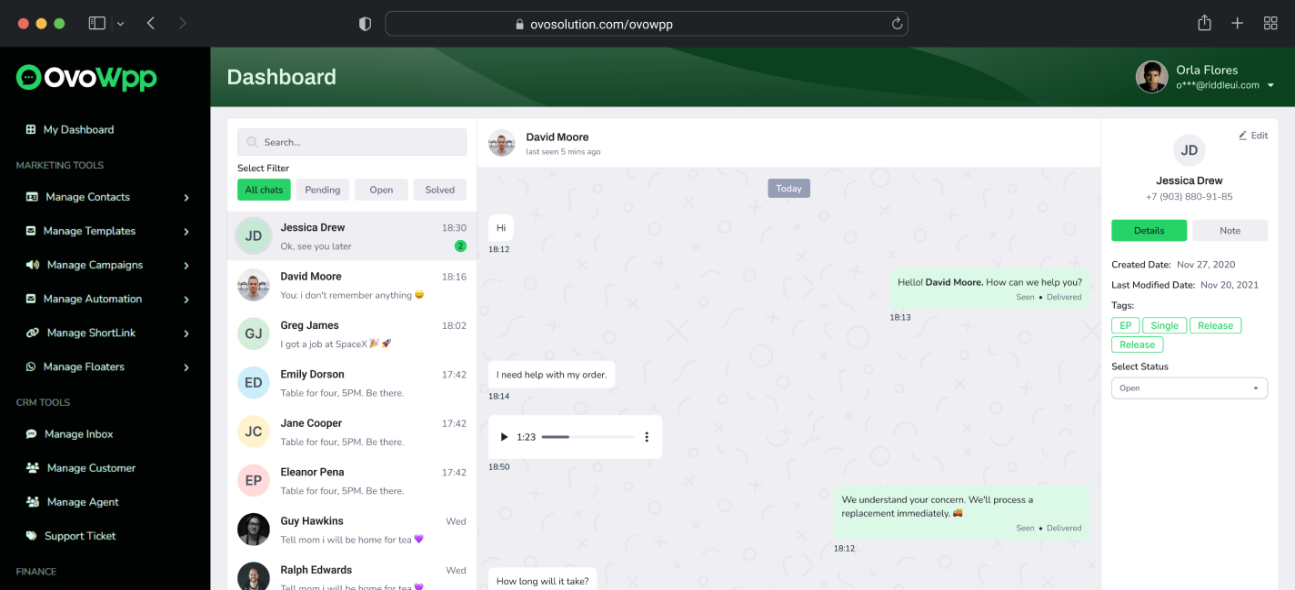 ovosolution.com/ovowpp
OvoWpp
Dashboard
Orla Flores
o***@riddleui.com
My Dashboard
MARKETING TOOLS
Manage Contacts
Manage Templates
Manage Campaigns
Manage Automation
Manage ShortLink
Manage Floaters
CRM TOOLS
Manage Inbox
Manage Customer
Manage Agent
Support Ticket
FINANCE
Search...
Select Filter
All chats Pending Open Solved
Jessica Drew 18:30
Ok, see you later 2
David Moore 18:16
You: i don't remember anything 😄
Greg James 18:02
I got a job at SpaceX 🎉 🚀
Emily Dorson 17:42
Table for four, 5PM. Be there.
Jane Cooper 17:42
Table for four, 5PM. Be there.
Eleanor Pena 17:42
Table for four, 5PM. Be there.
Guy Hawkins Wed
Tell mom i will be home for tea 💜
Ralph Edwards Wed
Tell mom i will be home for tea 💜
JD
GJ
ED
JC
EP
David Moore
last seen 5 mins ago
Today
Hi
18:12
Hello! David Moore. How can we help you?
Seen • Delivered
18:13
I need help with my order.
18:14
1:23
18:50
We understand your concern. We'll process a
replacement immediately. 🚚
Seen • Delivered
18:12
How long will it take?
Edit
JD
Jessica Drew
+7 (903) 880-91-85
Details Note
Created Date: Nov 27, 2020
Last Modified Date: Nov 20, 2021
Tags:
EP Single Release
Release
Select Status
Open